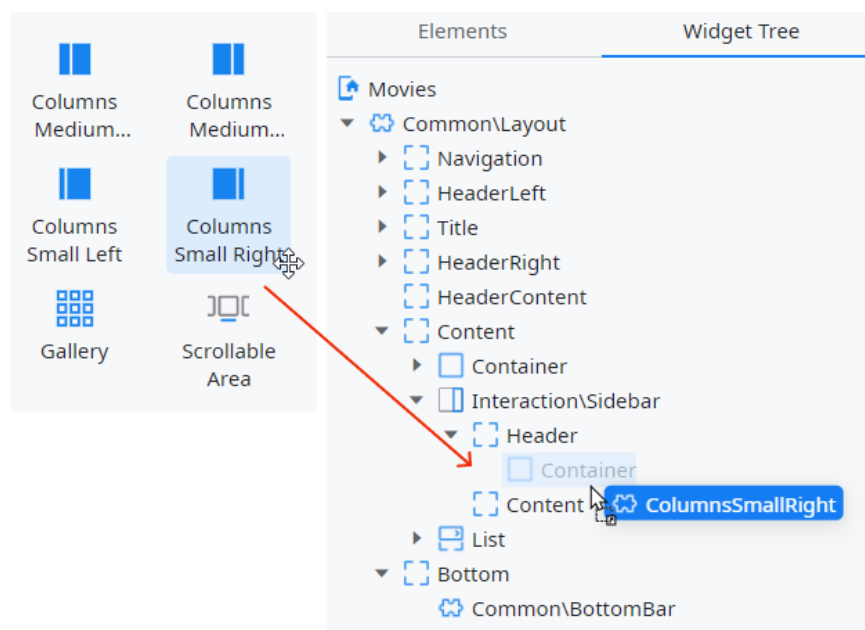 Columns
Medium...
Columns
Medium...
Columns
Small Left
Columns
Small Right
Gallery
Scrollable
Area
Elements
Widget Tree
Movies
Common\Layout
Navigation
HeaderLeft
Title
HeaderRight
HeaderContent
Content
Container
Interaction\Sidebar
Header
Container
Content
ColumnsSmallRight
List
Bottom
Common\BottomBar